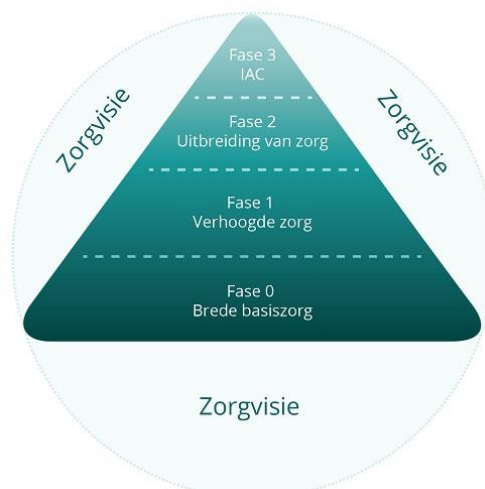 Fase 3
IAC
Zorgvisie
Zorgvisie
Fase 2
Uitbreiding van zorg
Fase 1
Verhoogde zorg
Fase 0
Brede basiszorg
Zorgvisie